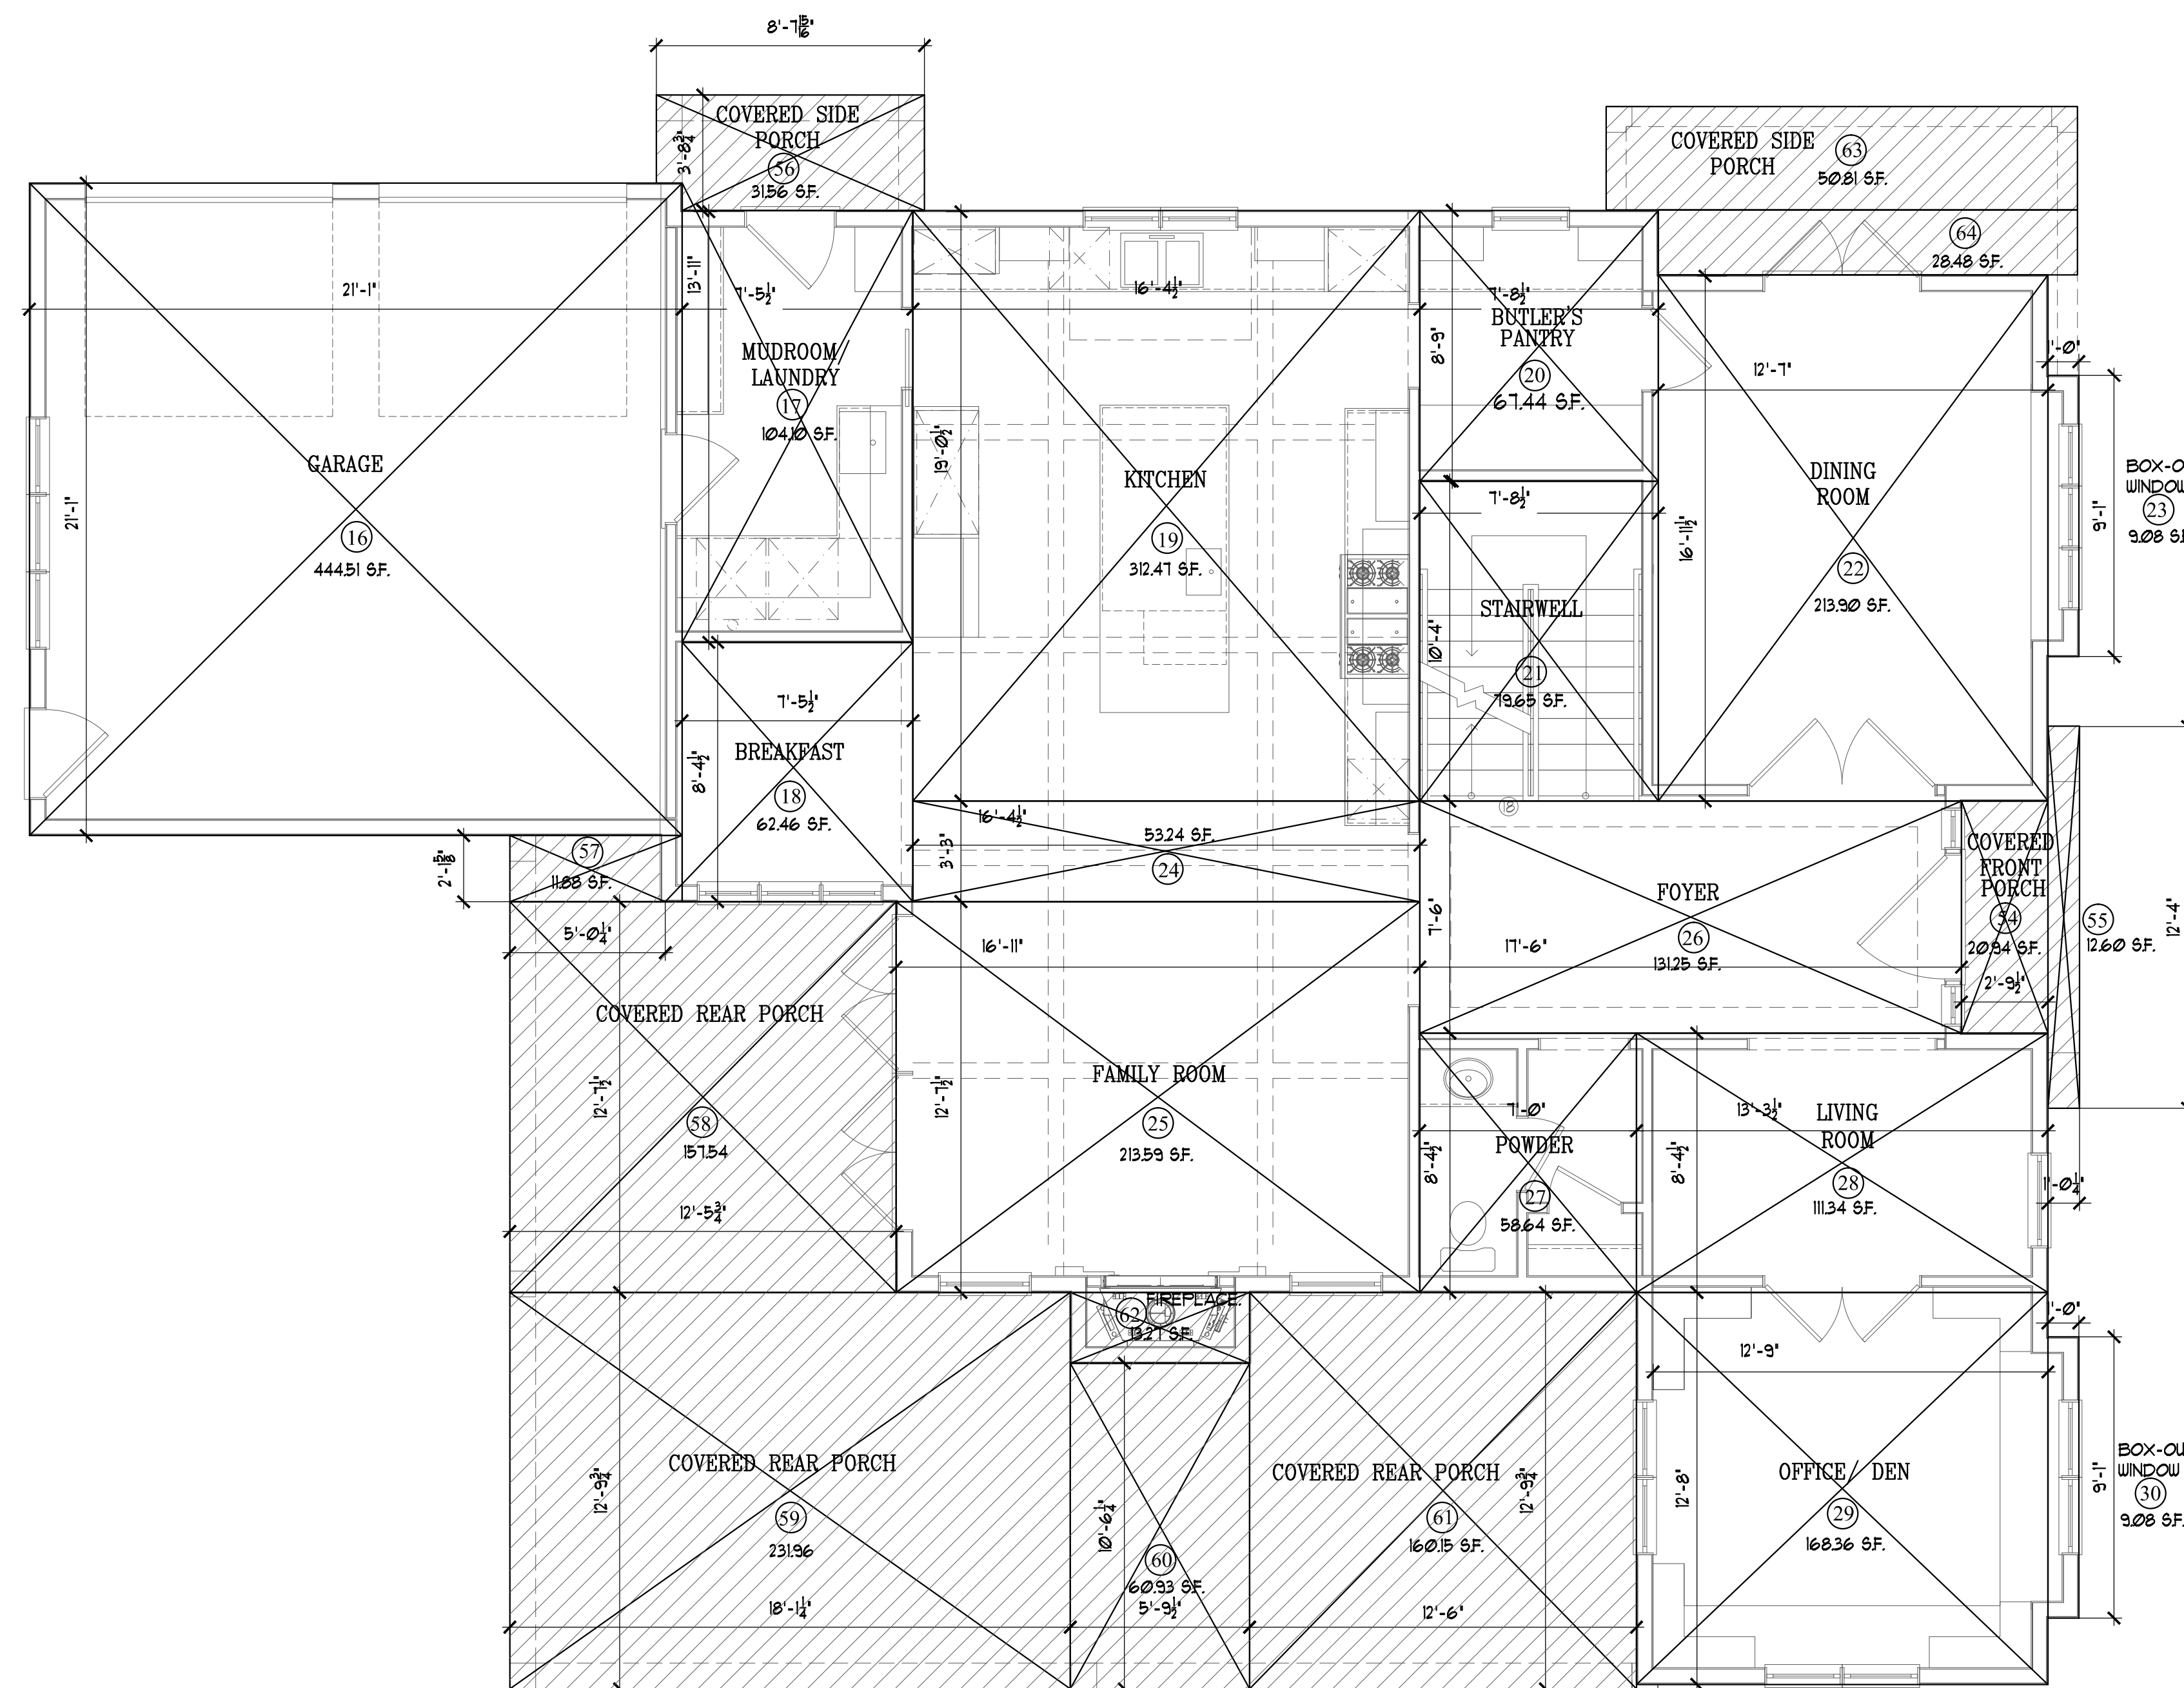 8'-7 15/16"
COVERED SIDE
PORCH
56
31.56 S.F.
3'-8 3/4"
COVERED SIDE
PORCH
63
50.81 S.F.
64
28.48 S.F.
21'-1"
21'-1"
GARAGE
16
444.51 S.F.
13'-11"
7'-5 1/2"
MUDROOM/
LAUNDRY
17
104.10 S.F.
16'-4 1/2"
19'-0 1/2"
KITCHEN
19
312.47 S.F.
7'-8 1/2"
8'-9"
BUTLER'S
PANTRY
20
67.44 S.F.
7'-8 1/2"
10'-4"
STAIRWELL
21
79.65 S.F.
12'-7"
16'-11 1/2"
DINING
ROOM
22
213.90 S.F.
1'-0"
9'-1"
BOX-O
WINDOW
23
9.08 S.F.
7'-5 1/2"
8'-4 1/2"
BREAKFAST
18
62.46 S.F.
16'-4 1/2"
3'-3"
53.24 S.F.
24
18
2'-1 5/8"
57
11.88 S.F.
5'-0 1/4"
7'-6"
FOYER
26
131.25 S.F.
17'-6"
COVERED
FRONT
PORCH
54
20.94 S.F.
2'-9 1/2"
55
12.60 S.F.
12'-4"
16'-11"
COVERED REAR PORCH
58
157.54
12'-7 1/2"
12'-5 3/4"
12'-7 1/2"
FAMILY ROOM
25
213.59 S.F.
7'-0"
8'-4 1/2"
POWDER
27
58.64 S.F.
13'-3 1/2"
8'-4 1/2"
LIVING
ROOM
28
111.34 S.F.
1'-0 1/4"
FIREPLACE.
62
13.27 S.F.
1'-0"
12'-9"
COVERED REAR PORCH
59
231.96
12'-9 3/4"
18'-1 1/4"
10'-6 1/4"
60
60.93 S.F.
5'-9 1/2"
COVERED REAR PORCH
61
160.15 S.F.
12'-9 3/4"
12'-6"
12'-8"
OFFICE/ DEN
29
168.36 S.F.
9'-1"
BOX-OU
WINDOW
30
9.08 S.F.